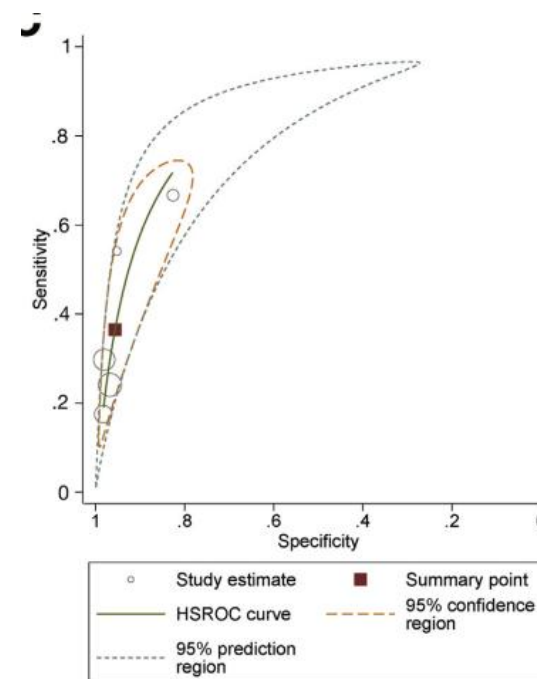 1
.8
.6
.4
.2
0
Sensitivity
1 .8 .6 .4 .2 0
Specificity
Study estimate Summary point
HSROC curve 95% confidence
region
95% prediction
region